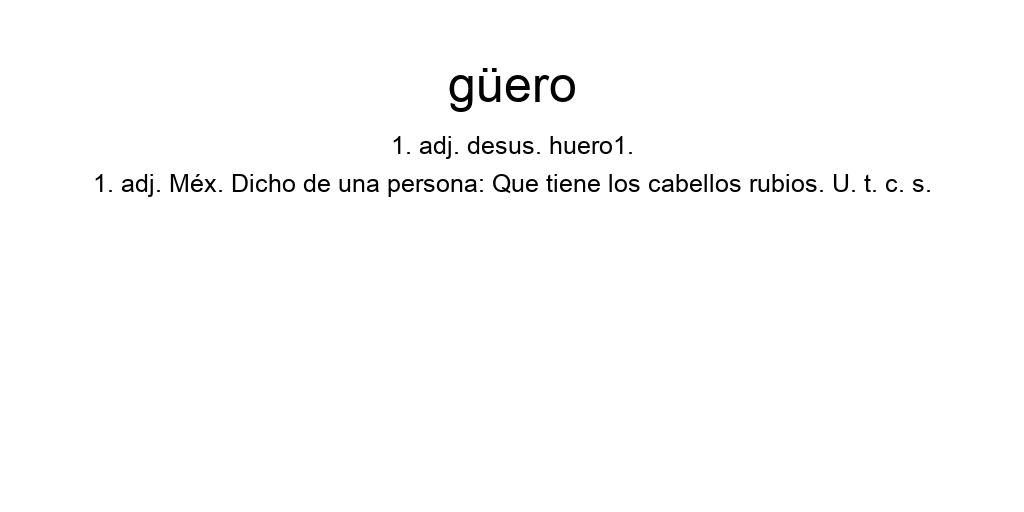 güero
1. adj. desus. huero1.
1. adj. Méx. Dicho de una persona: Que tiene los cabellos rubios. U. t. c. s.